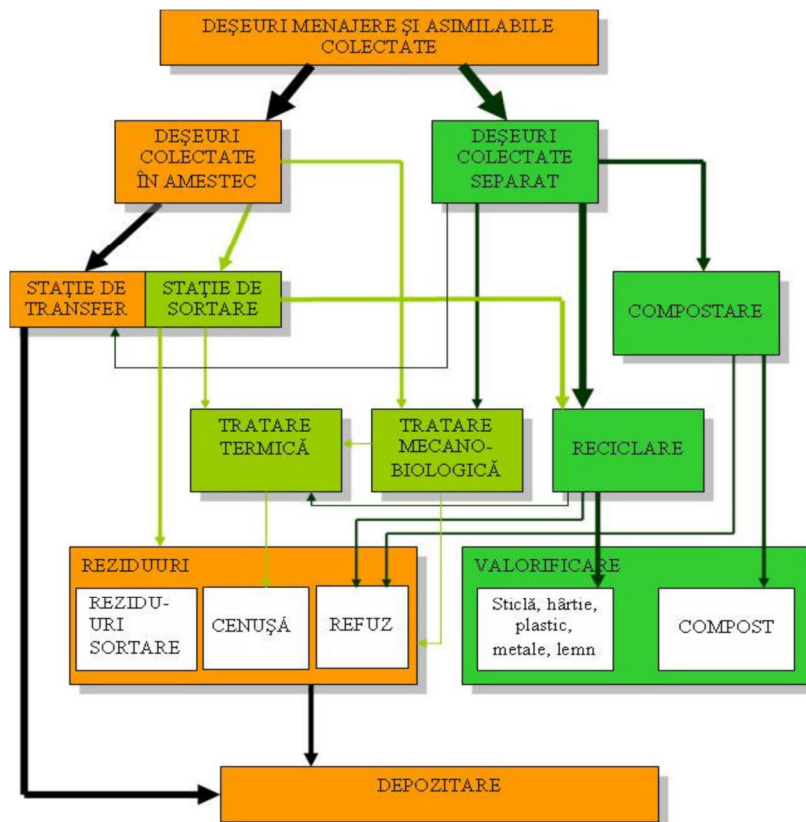 DEŞEURI MENAJERE ŞI ASIMILABILE
COLECTATE
DEŞEURI
COLECTATE
ÎN AMESTEC
DEŞEURI
COLECTATE
SEPARAT
STAŢIE DE
TRANSFER
STAŢIE DE
SORTARE
COMPOSTARE
TRATARE
TERMICĂ
TRATARE
MECANO-
BIOLOGICĂ
RECICLARE
REZIDUURI
REZIDU-
URI
SORTARE
CENUŞĂ
REFUZ
VALORIFICARE
Sticlă, hârtie,
plastic,
metale, lemn
COMPOST
DEPOZITARE